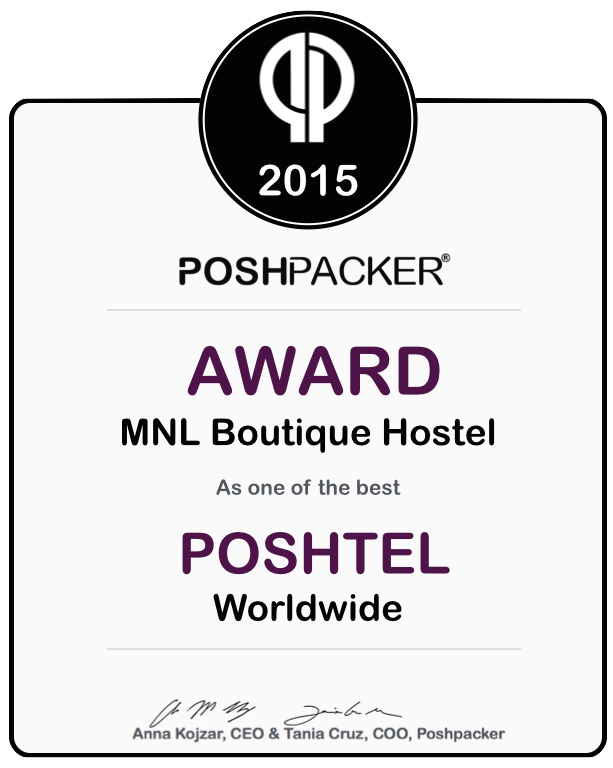 2015
POSHPACKER®
AWARD
MNL Boutique Hostel
As one of the best
POSHTEL
Worldwide
Anna Kojzar, CEO & Tania Cruz, COO, Poshpacker